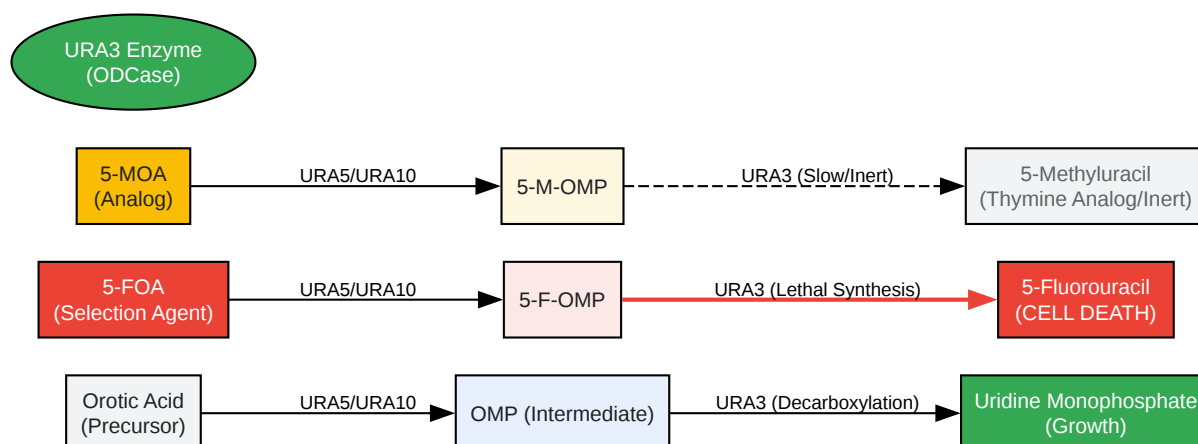 URA3 Enzyme
(ODCase)
5-MOA
(Analog)
URA5/URA10
5-M-OMP
URA3 (Slow/Inert)
5-Methyluracil
(Thymine Analog/Inert)
5-FOA
(Selection Agent)
URA5/URA10
5-F-OMP
URA3 (Lethal Synthesis)
5-Fluorouracil
(CELL DEATH)
Orotic Acid
(Precursor)
URA5/URA10
OMP (Intermediate)
URA3 (Decarboxylation)
Uridine Monophosphate
(Growth)